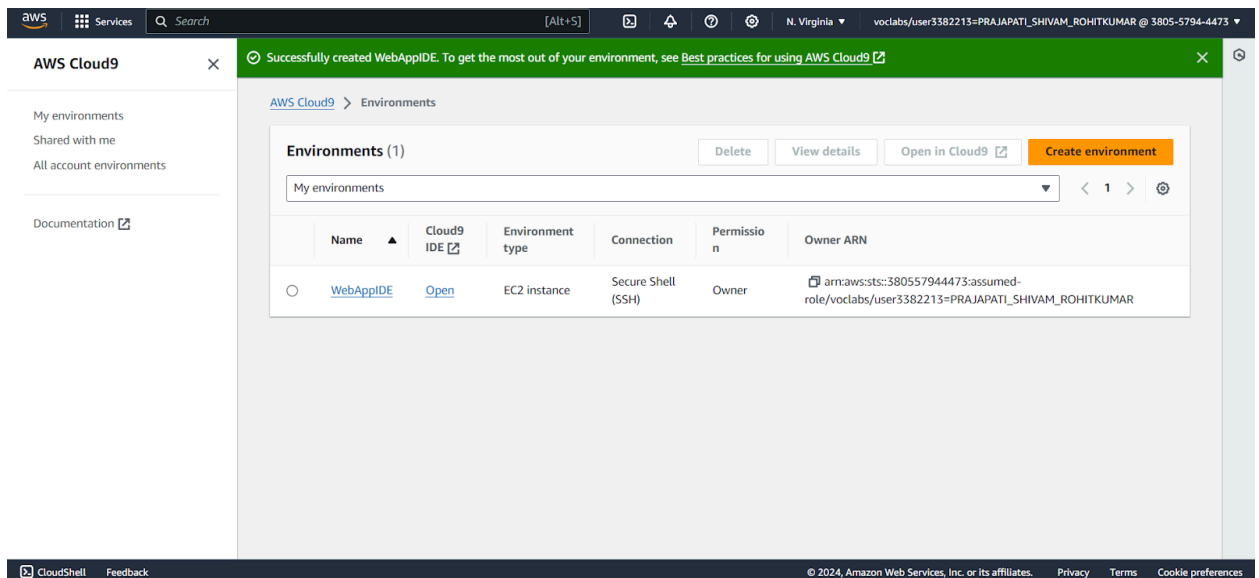 aws Services Search [Alt+S] N. Virginia voclabs/user3382213=PRAJAPATI_SHIVAM_ROHITKUMAR @ 3805-5794-4473
AWS Cloud9
My environments
Shared with me
All account environments
Documentation
Successfully created WebAppIDE. To get the most out of your environment, see Best practices for using AWS Cloud9
AWS Cloud9 > Environments
Environments (1) Delete View details Open in Cloud9 Create environment
My environments 1
Name Cloud9 IDE Environment type Connection Permission Owner ARN
WebAppIDE Open EC2 instance Secure Shell (SSH) Owner arn:aws:sts::380557944473:assumed-role/voclabs/user3382213=PRAJAPATI_SHIVAM_ROHITKUMAR
CloudShell Feedback © 2024, Amazon Web Services, Inc. or its affiliates. Privacy Terms Cookie preferences